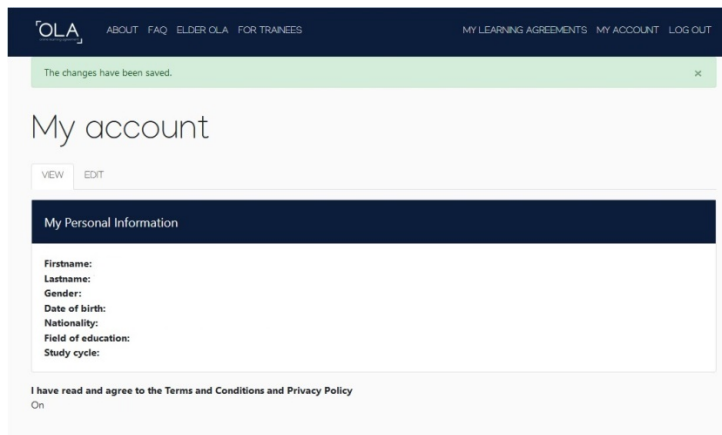 OLA
ABOUT FAQ ELDER OLA FOR TRAINEES MY LEARNING AGREEMENTS MY ACCOUNT LOG OUT
The changes have been saved. ×
My account
VIEW EDIT
My Personal Information
Firstname:
Lastname:
Gender:
Date of birth:
Nationality:
Field of education:
Study cycle:
I have read and agree to the Terms and Conditions and Privacy Policy
On